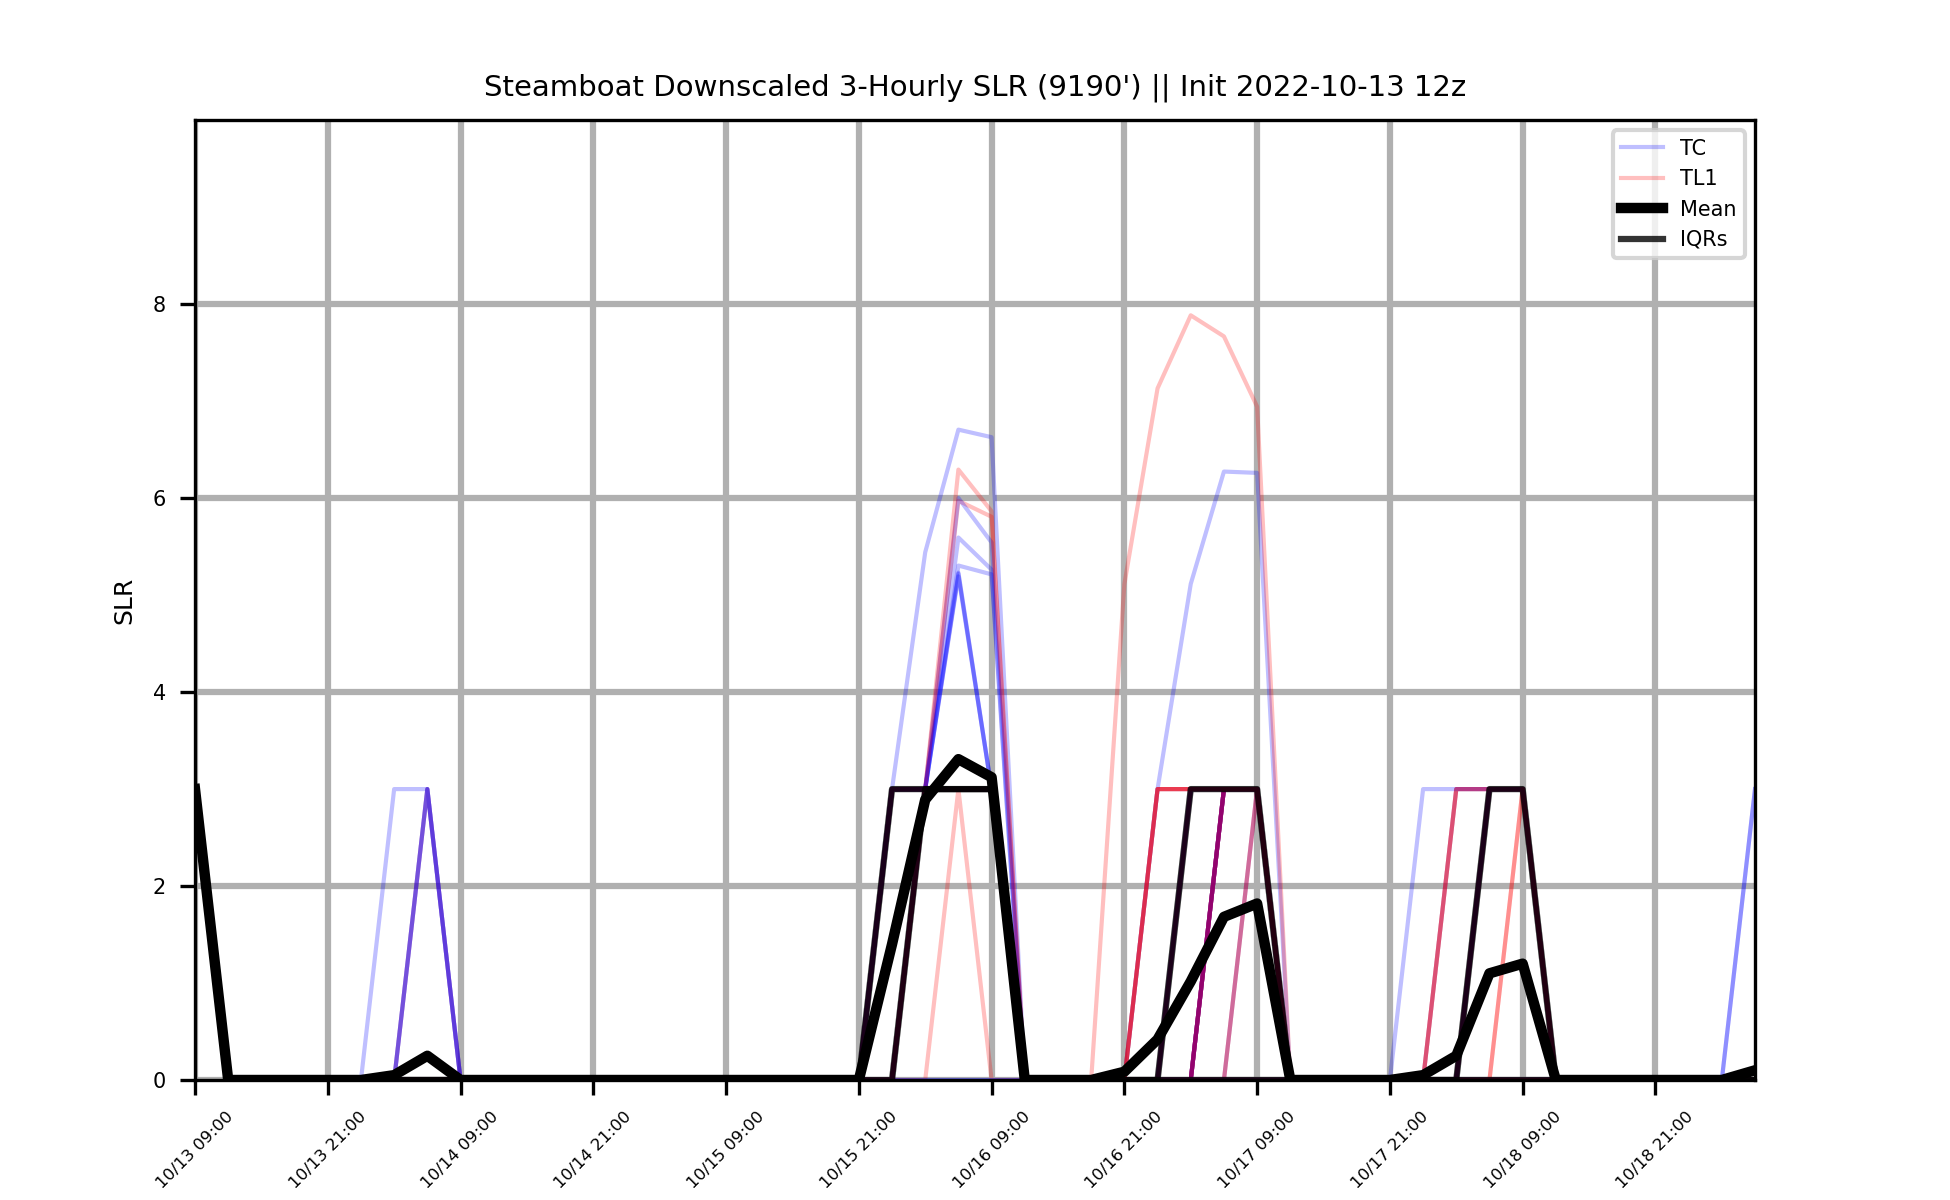 Steamboat Downscaled 3-Hourly SLR (9190') || Init 2022-10-13 12z
TC
TL1
Mean
IQRs
SLR
8
6
4
2
0
10/13 09:00
10/13 21:00
10/14 09:00
10/14 21:00
10/15 09:00
10/15 21:00
10/16 09:00
10/16 21:00
10/17 09:00
10/17 21:00
10/18 09:00
10/18 21:00